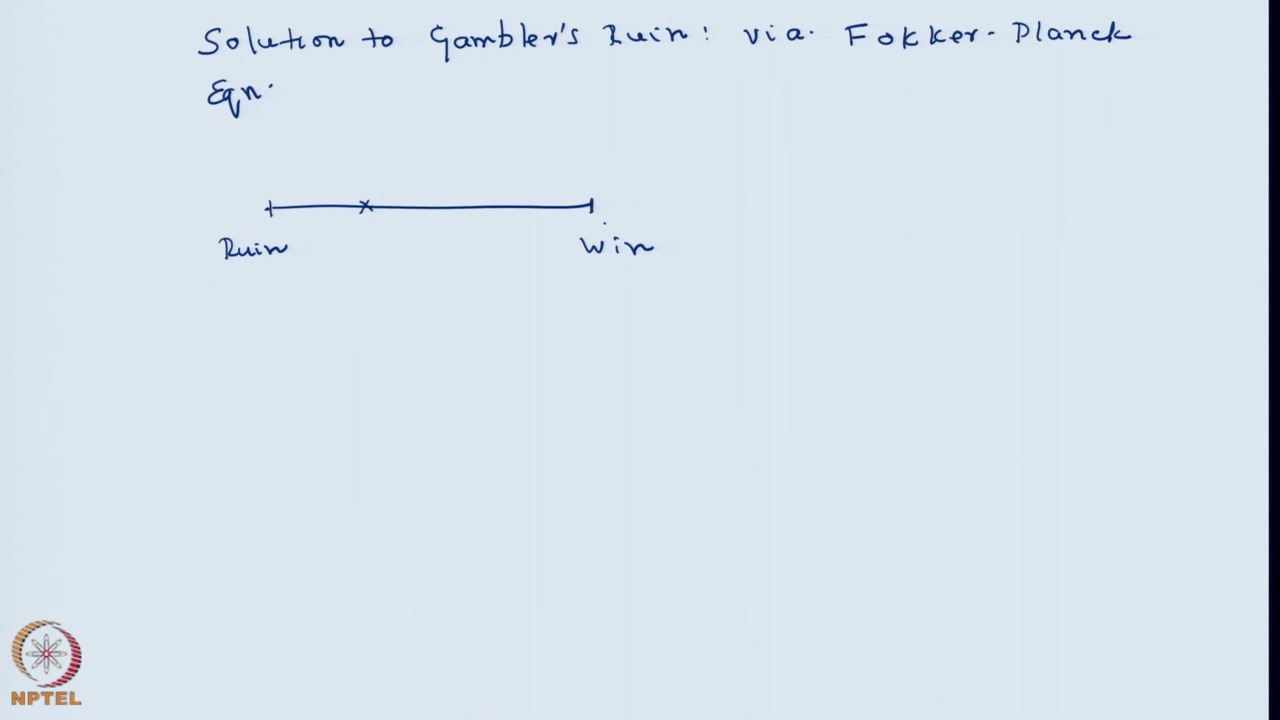 Solution to Gambler's Ruin: via. Fokker-Planck
Eqn.
Ruin
Win
NPTEL